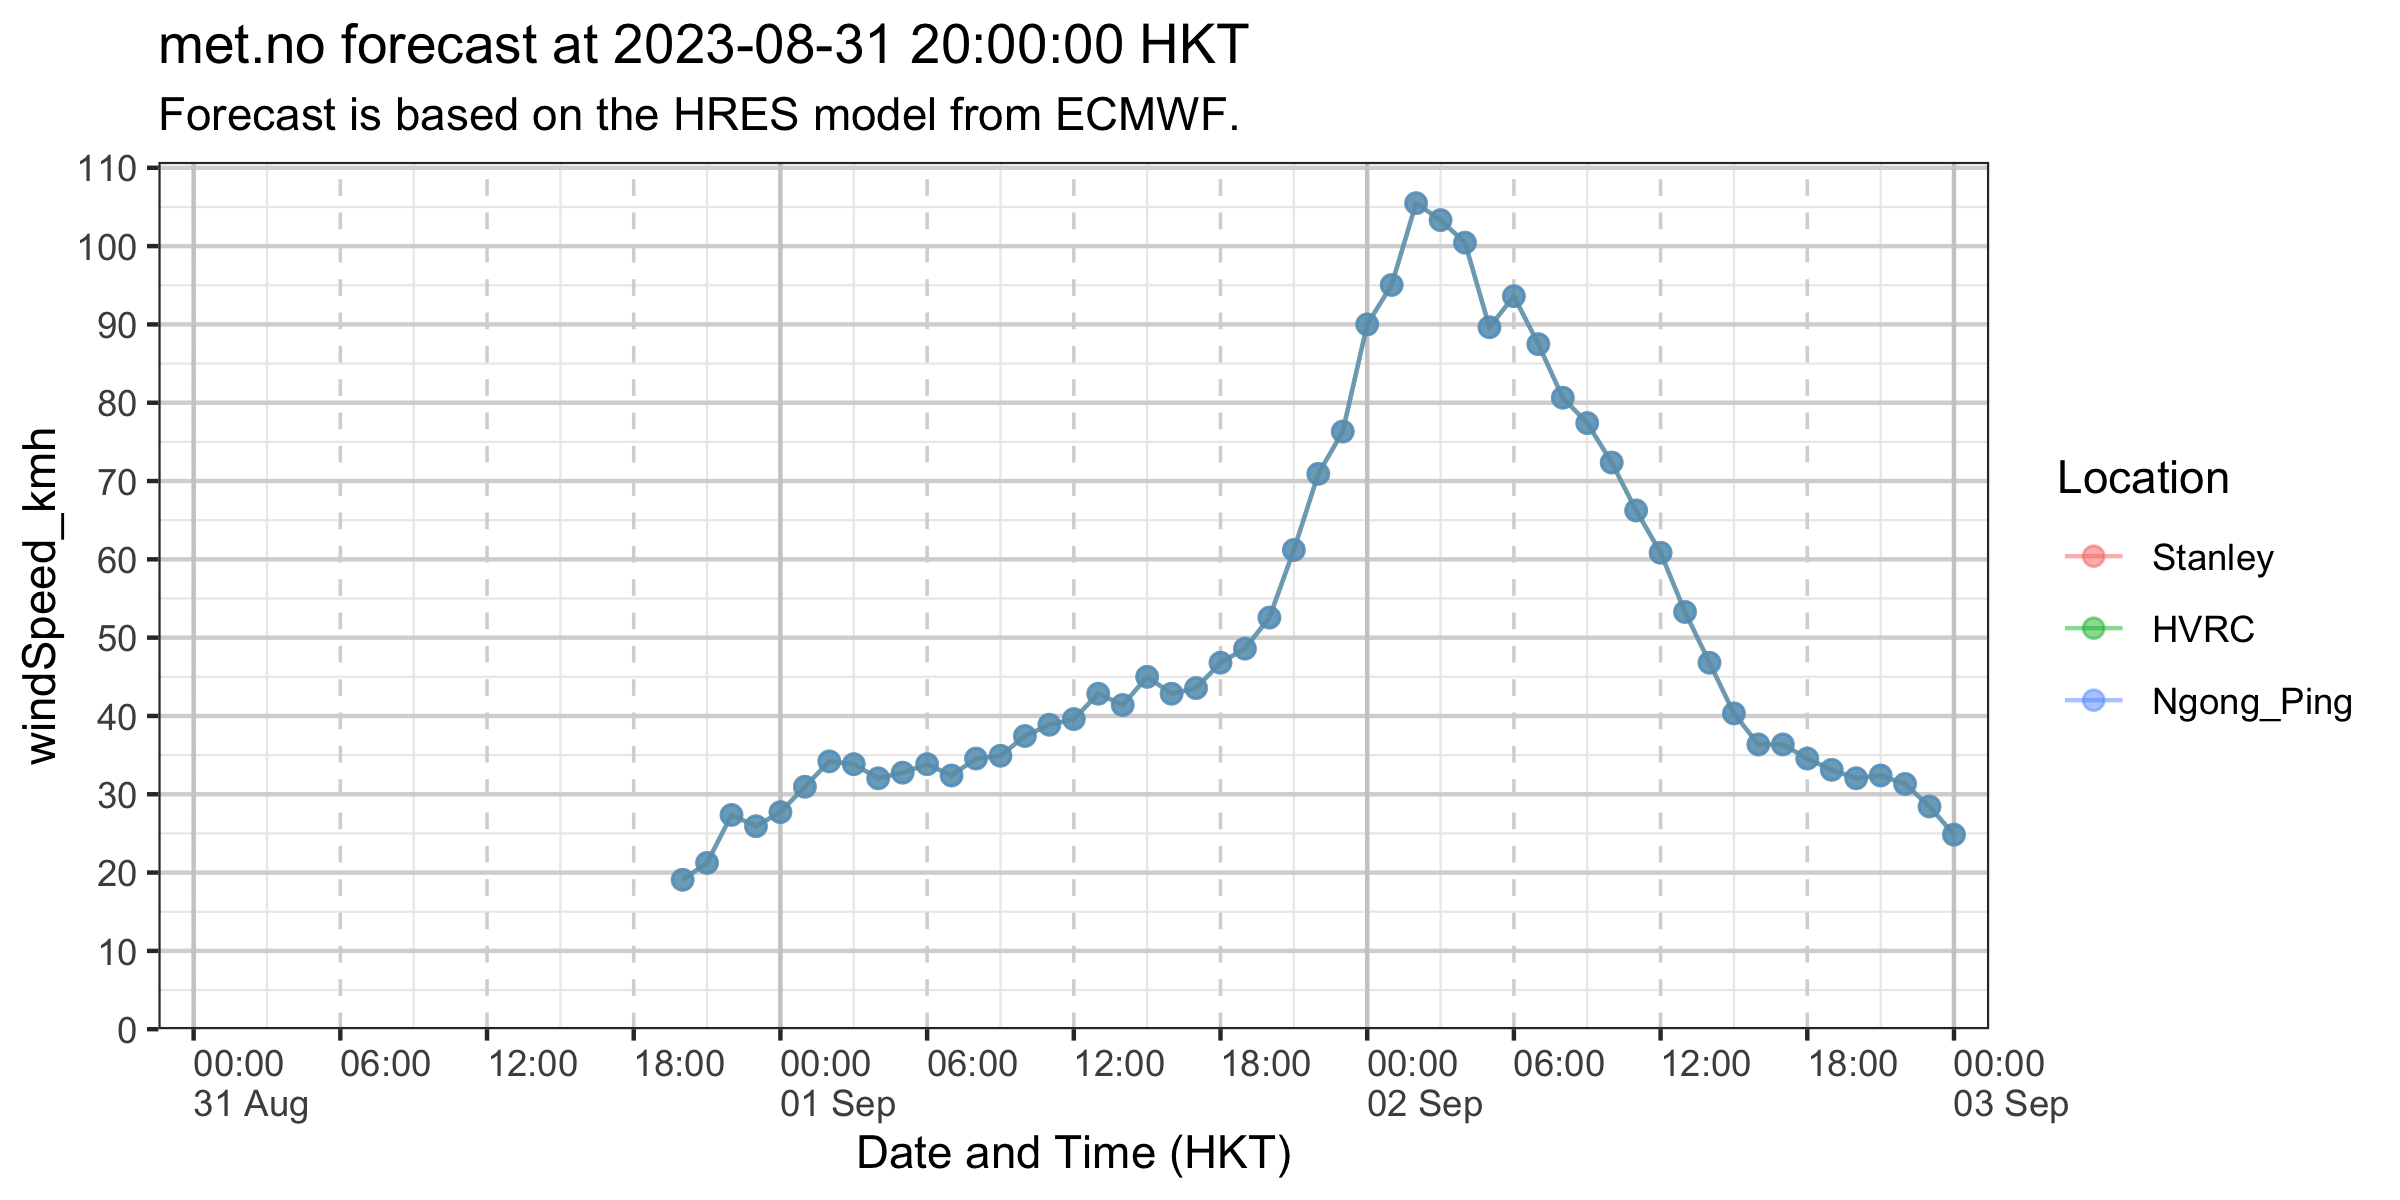 met.no forecast at 2023-08-31 20:00:00 HKT
Forecast is based on the HRES model from ECMWF.
windSpeed_kmh
110
100
90
80
70
60
50
40
30
20
10
0
00:00 06:00 12:00 18:00 00:00 06:00 12:00 18:00 00:00 06:00 12:00 18:00 00:00
31 Aug 01 Sep 02 Sep 03 Sep
Date and Time (HKT)
Location
Stanley
HVRC
Ngong_Ping